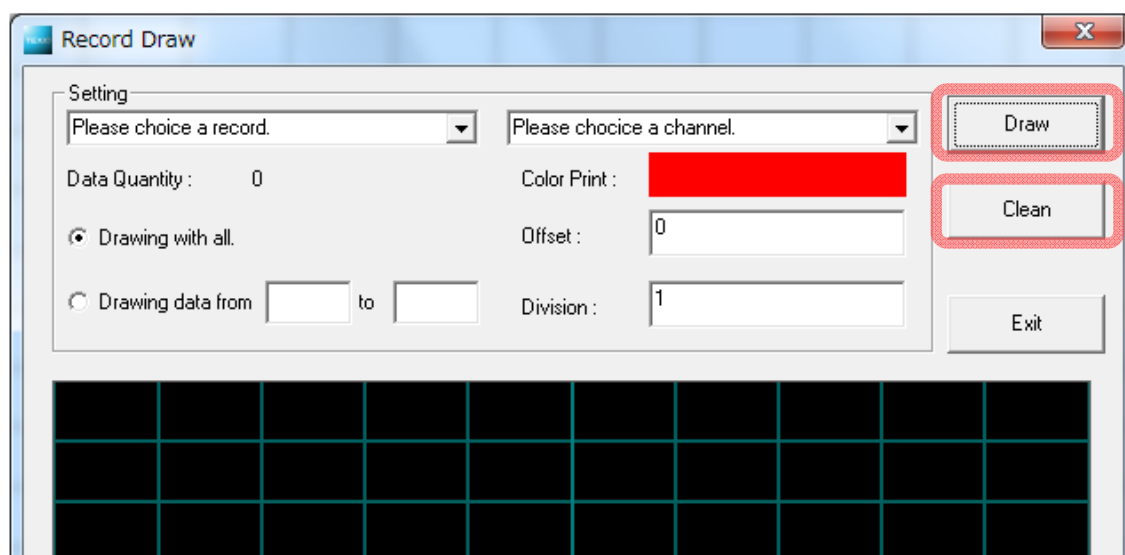 Record Draw
Setting
Please choice a record.
Please chocice a channel.
Draw
Data Quantity : 0
Color Print :
Clean
Drawing with all.
Offset : 0
Drawing data from to
Division : 1
Exit